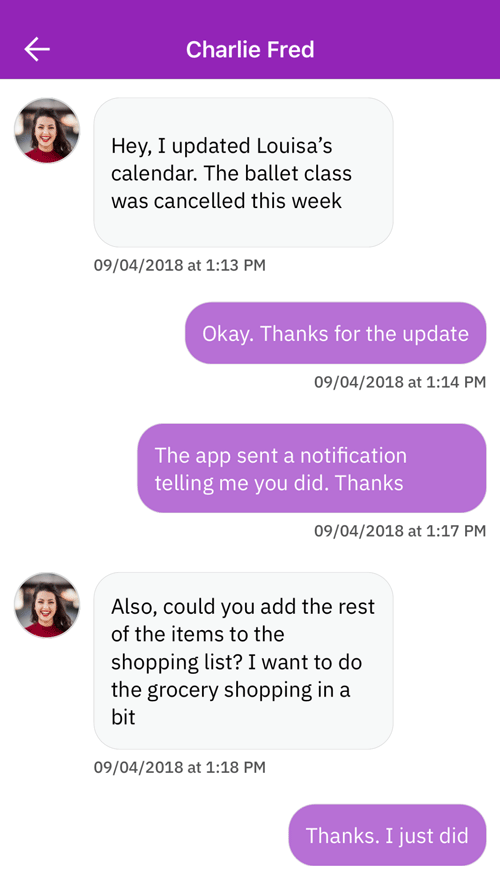 Charlie Fred
Hey, I updated Louisa’s
calendar. The ballet class
was cancelled this week
09/04/2018 at 1:13 PM
Okay. Thanks for the update
09/04/2018 at 1:14 PM
The app sent a notification
telling me you did. Thanks
09/04/2018 at 1:17 PM
Also, could you add the rest
of the items to the
shopping list? I want to do
the grocery shopping in a
bit
09/04/2018 at 1:18 PM
Thanks. I just did